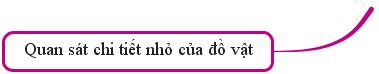 Quan sát chi tiết nhỏ của đồ vật